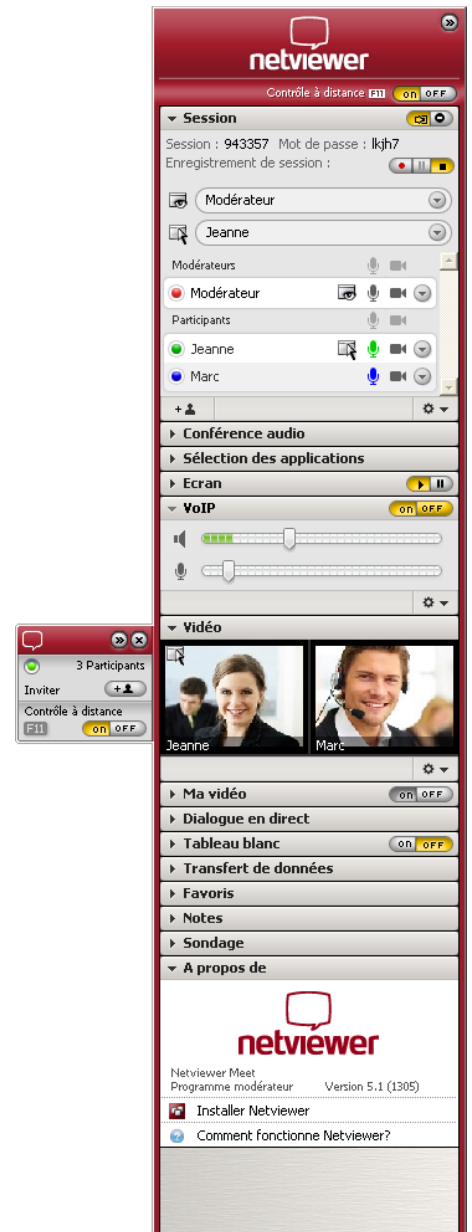 netviewer
Contrôle à distance F11 on OFF
Session
Session : 943357 Mot de passe : lkjh7
Enregistrement de session :
Modérateur
Jeanne
Modérateurs
Modérateur
Participants
Jeanne
Marc
Conférence audio
Sélection des applications
Ecran
VoIP on OFF
Vidéo
Jeanne Marc
Ma vidéo on OFF
Dialogue en direct
Tableau blanc on OFF
Transfert de données
Favoris
Notes
Sondage
A propos de
netviewer
Netviewer Meet
Programme modérateur Version 5.1 (1305)
Installer Netviewer
Comment fonctionne Netviewer?
3 Participants
Inviter
Contrôle à distance
F11 on OFF